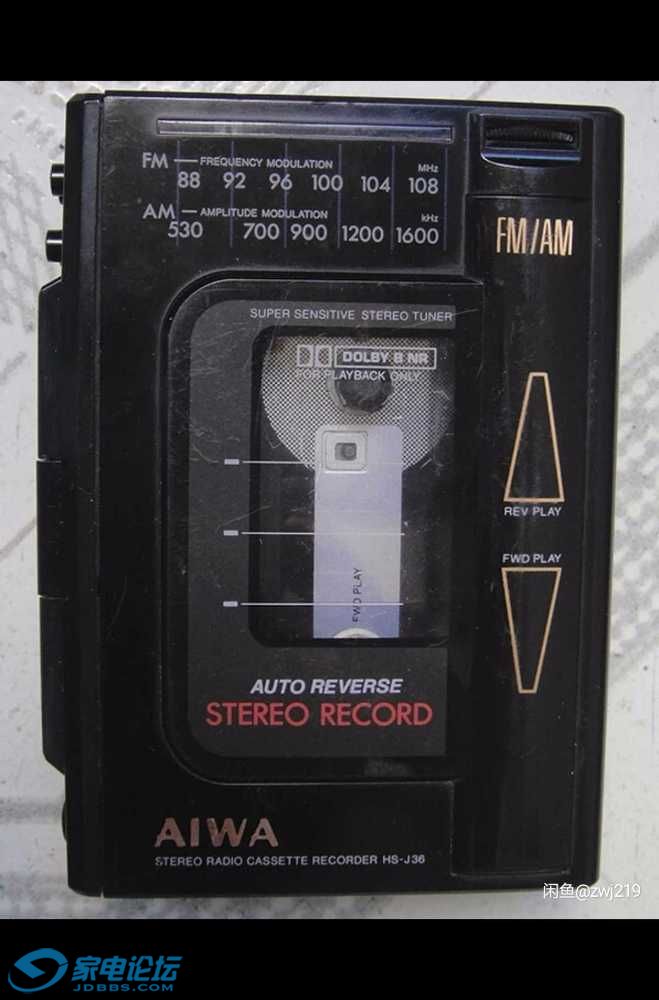 FM — FREQUENCY MODULATION MHz
88 92 96 100 104 108
AM — AMPLITUDE MODULATION kHz
530 700 900 1200 1600
FM/AM
SUPER SENSITIVE STEREO TUNER
DOLBY B NR
FOR PLAYBACK ONLY
REV PLAY
FWD PLAY
FWD PLAY
AUTO REVERSE
STEREO RECORD
AIWA
STEREO RADIO CASSETTE RECORDER HS-J36
闲鱼@zwj219
家电论坛
JDBBS.COM